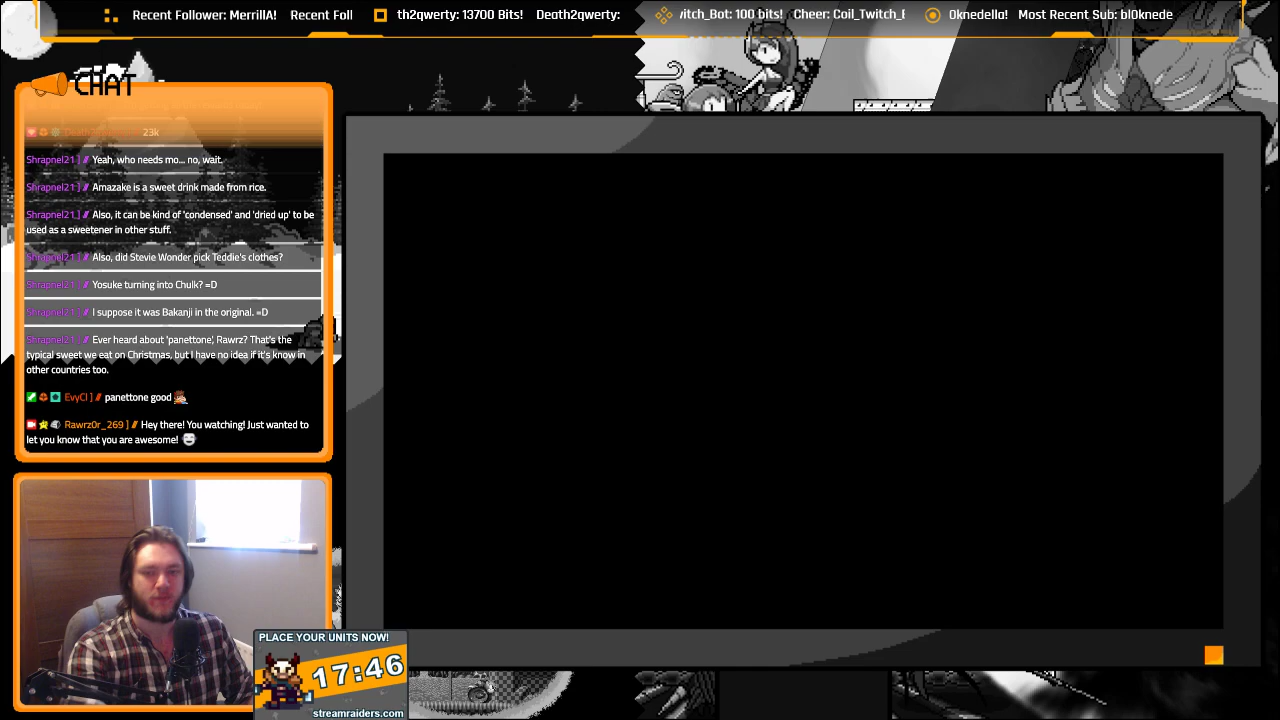 Recent Follower: MerrillA!
Recent Foll
th2qwerty: 13700 Bits!
Death2qwerty:
itch_Bot: 100 bits!
Cheer: Coil_Twitch_E
0knedella!
Most Recent Sub: bl0knede
CHAT
23k
Shrapnel21 ] // Yeah, who needs mo... no, wait.
Shrapnel21 ] // Amazake is a sweet drink made from rice.
Shrapnel21 ] // Also, it can be kind of 'condensed' and 'dried up' to be
used as a sweetener in other stuff.
Shrapnel21 ] // Also, did Stevie Wonder pick Teddie's clothes?
Shrapnel21 ] // Yosuke turning into Chulk? =D
Shrapnel21 ] // I suppose it was Bakanji in the original. =D
Shrapnel21 ] // Ever heard about 'panettone', Rawrz? That's the
typical sweet we eat on Christmas, but I have no idea if it's know in
other countries too.
EvyCl ] // panettone good
Rawrz0r_269 ] // Hey there! You watching! Just wanted to
let you know that you are awesome!
PLACE YOUR UNITS NOW!
17:46
streamraiders.com